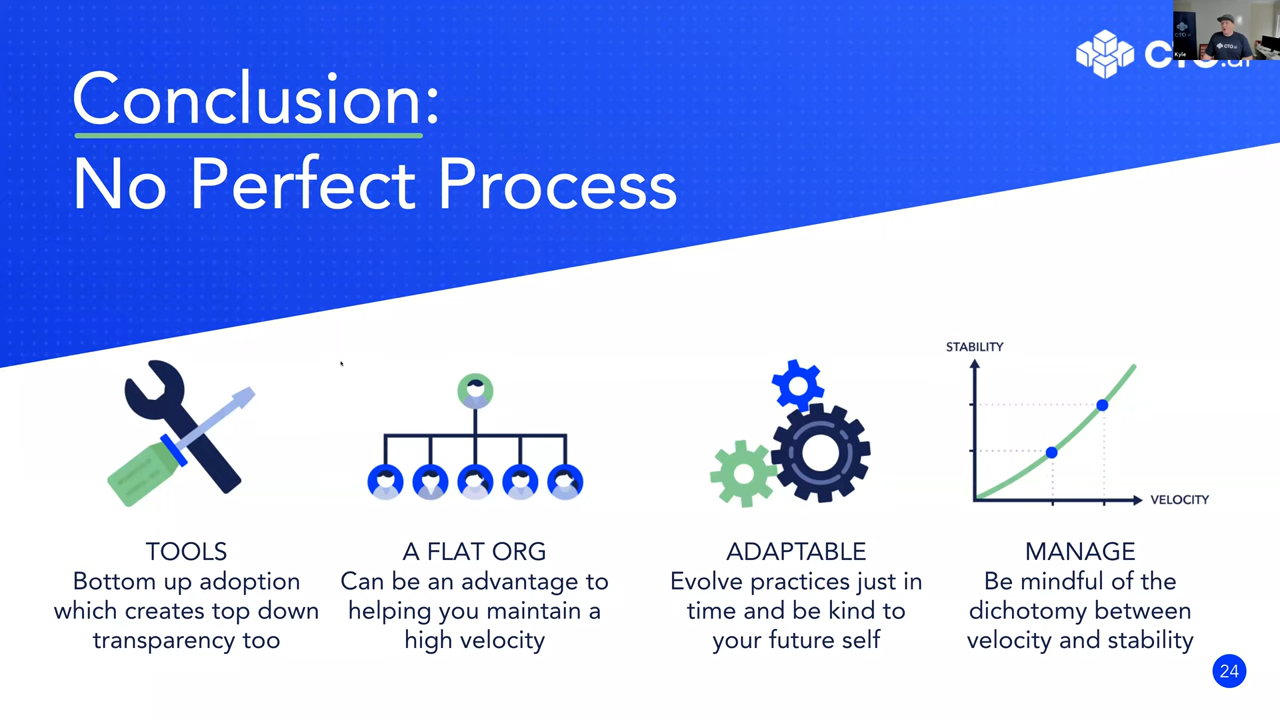 Conclusion:
No Perfect Process
Kyle
STABILITY
VELOCITY
TOOLS
Bottom up adoption
which creates top down
transparency too
A FLAT ORG
Can be an advantage to
helping you maintain a
high velocity
ADAPTABLE
Evolve practices just in
time and be kind to
your future self
MANAGE
Be mindful of the
dichotomy between
velocity and stability
24